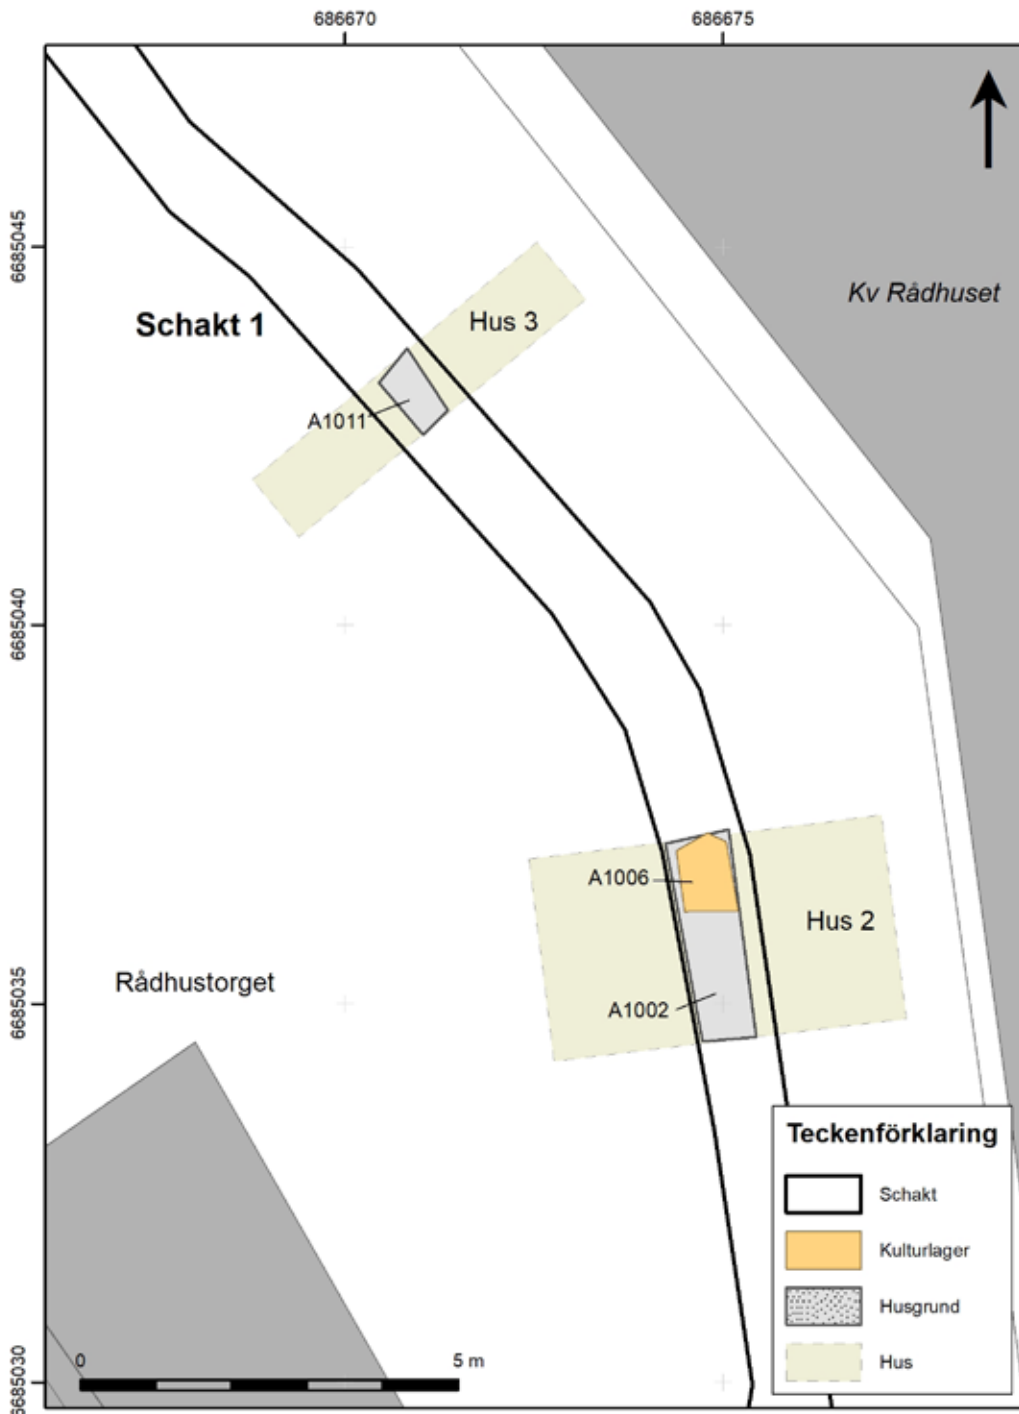 686670
686675
6685045
Kv Rådhuset
Hus 3
Schakt 1
A1011
6685040
A1006
Hus 2
Rådhustorget
6685035
A1002
Teckenförklaring
Schakt
Kulturlager
Husgrund
Hus
0
5 m
6685030